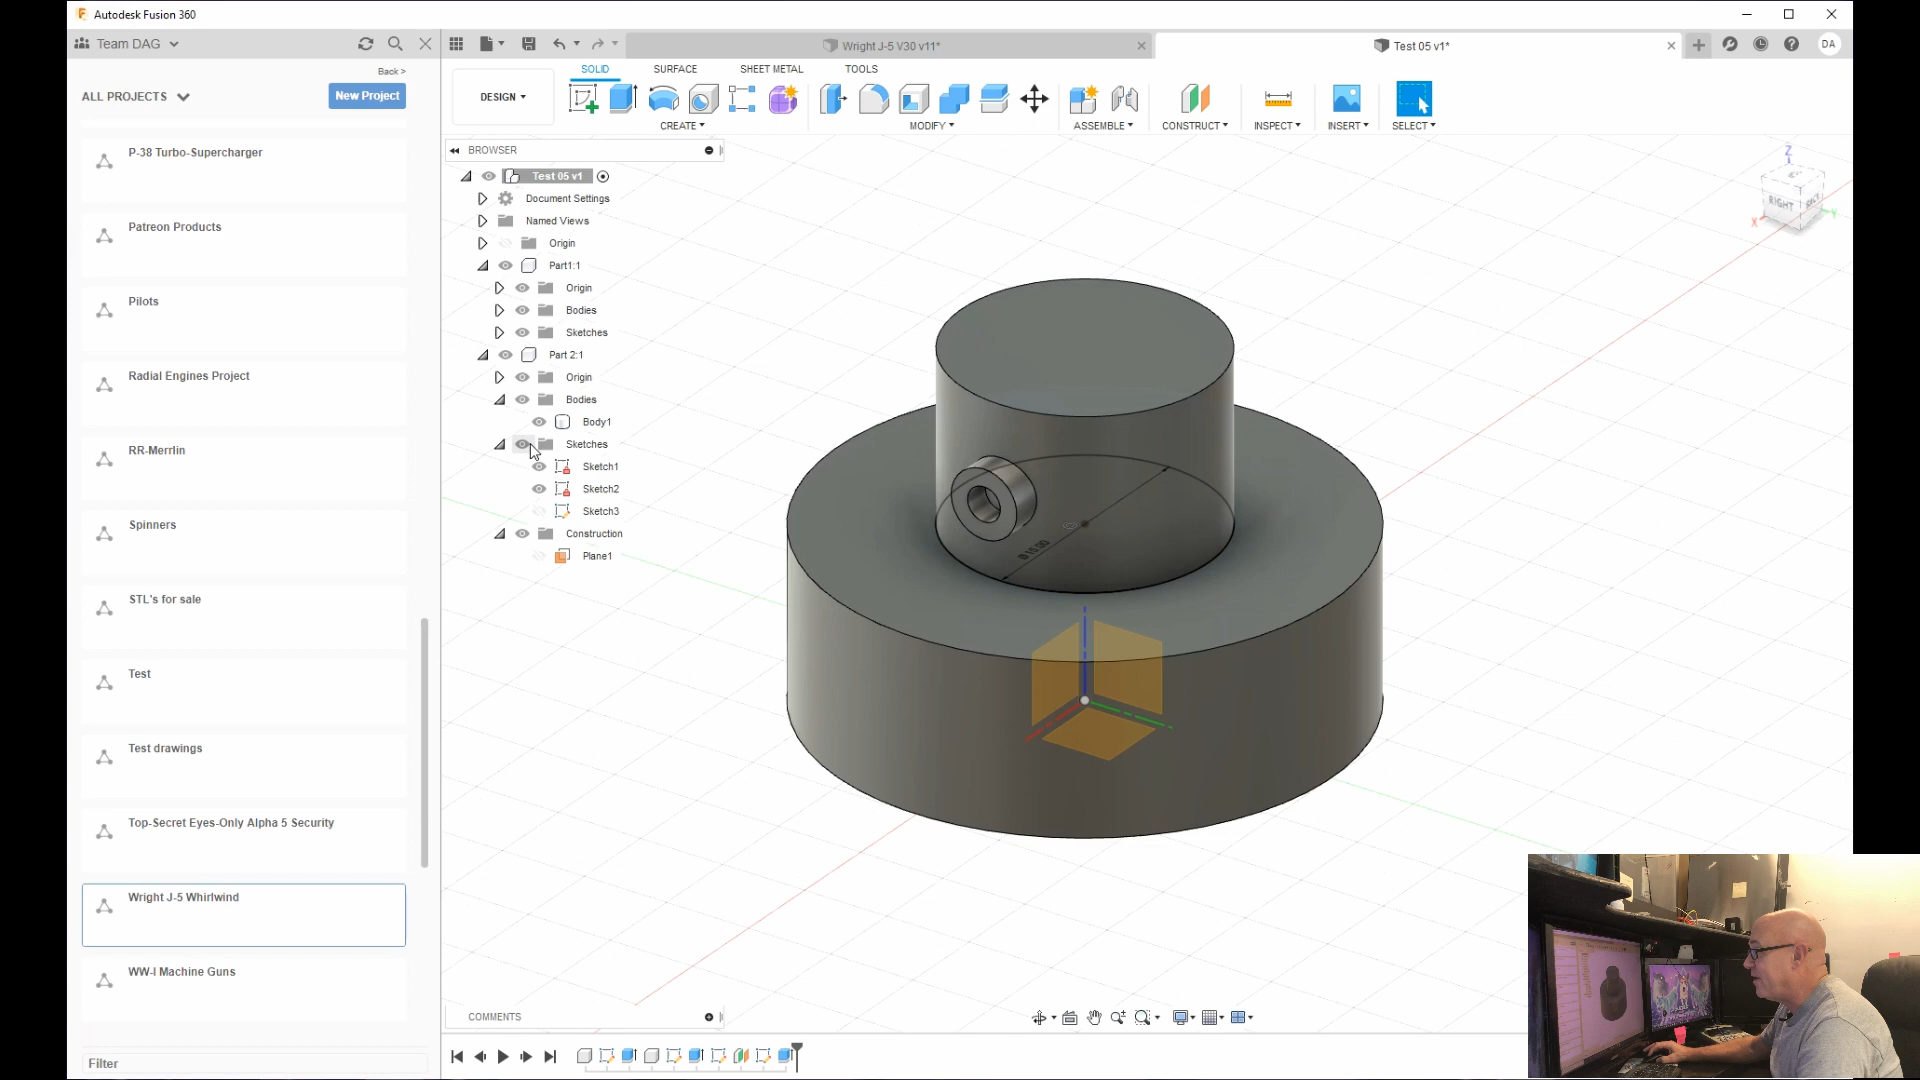 Autodesk Fusion 360
Team DAG
Wright J-5 V30 v11*
Test 05 v1*
DA
Back >
ALL PROJECTS
New Project
DESIGN
SOLID
SURFACE
SHEET METAL
TOOLS
CREATE
MODIFY
ASSEMBLE
CONSTRUCT
INSPECT
INSERT
SELECT
P-38 Turbo-Supercharger
Patreon Products
Pilots
Radial Engines Project
RR-Merrlin
Spinners
STL's for sale
Test
Test drawings
Top-Secret Eyes-Only Alpha 5 Security
Wright J-5 Whirlwind
WW-I Machine Guns
Filter
BROWSER
Test 05 v1
Document Settings
Named Views
Origin
Part1:1
Origin
Bodies
Sketches
Part 2:1
Origin
Bodies
Body1
Sketches
Sketch1
Sketch2
Sketch3
Construction
Plane1
Z
RIGHT
X
Y
COMMENTS